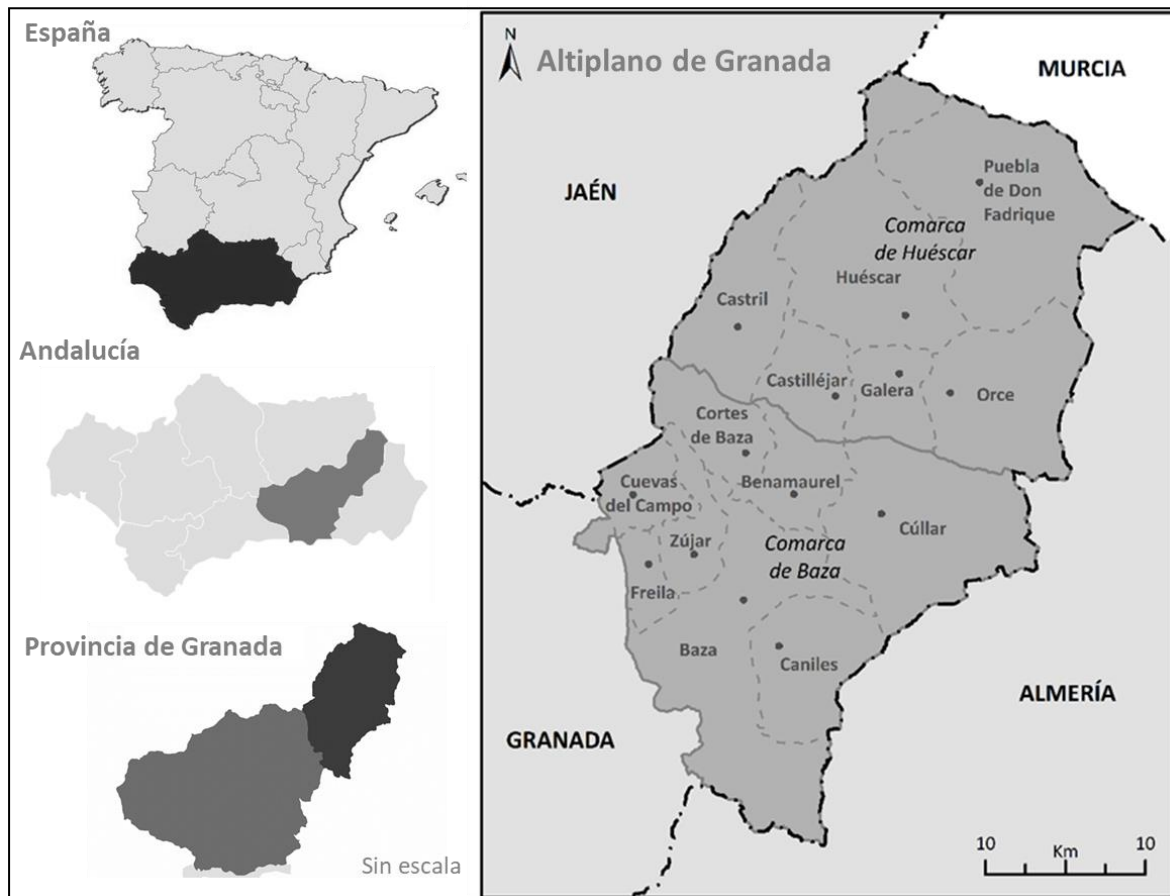 España
Andalucía
Provincia de Granada
Sin escala
N
Altiplano de Granada
MURCIA
JAÉN
Puebla
de Don
Fadrique
Comarca
de Huéscar
Huéscar
Castril
Castilléjar
Galera
Orce
Cortes
de Baza
Cuevas
del Campo
Benamaurel
Cúllar
Zújar
Comarca
de Baza
Freila
Baza
Caniles
ALMERÍA
GRANADA
10
Km
10